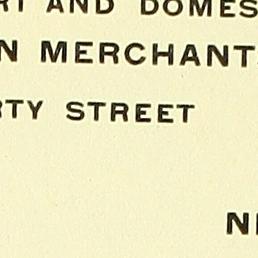 RT AND DOMES
N MERCHANT
RTY STREET
N